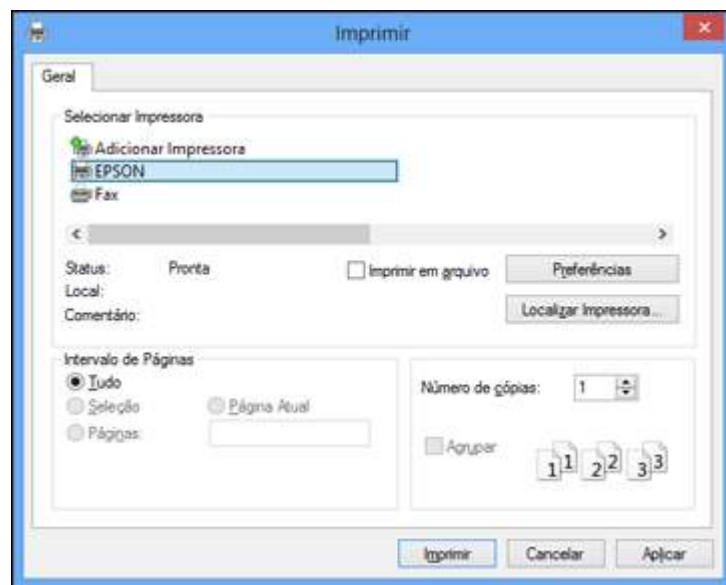 Imprimir
Geral
Selecionar Impressora
Adicionar Impressora
EPSON
Fax
Status: Pronta
Imprimir em arquivo
Preferências
Local:
Comentário:
Localizar Impressora...
Intervalo de Páginas
Tudo
Seleção
Página Atual
Páginas:
Número de cópias: 1
Agrupar
1 1 2 2 3 3
Imprimir
Cancelar
Aplicar